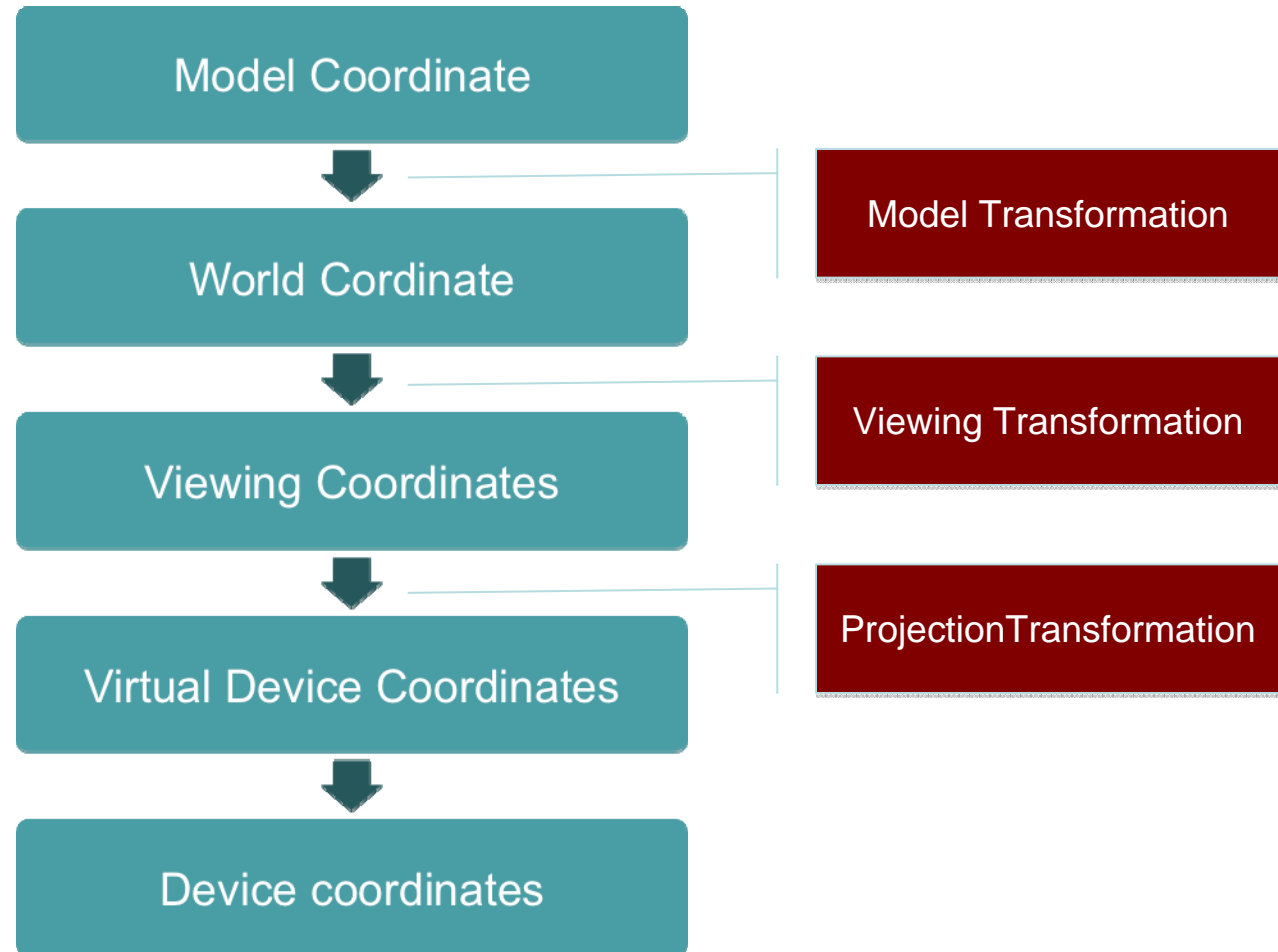 Model Coordinate
Model Transformation
World Cordinate
Viewing Transformation
Viewing Coordinates
ProjectionTransformation
Virtual Device Coordinates
Device coordinates